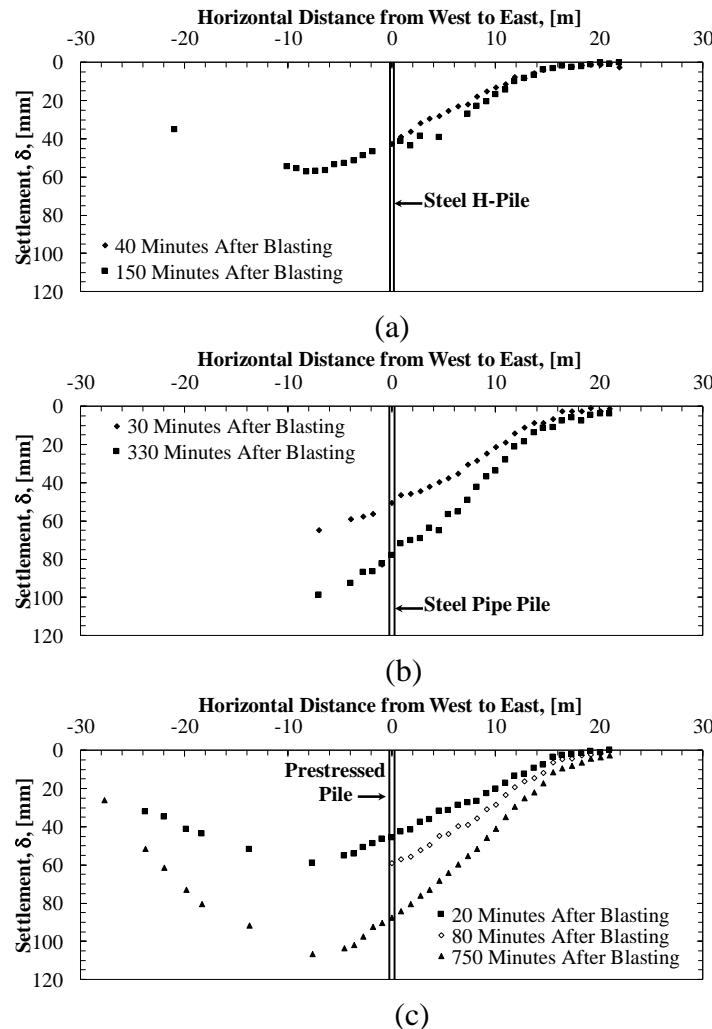 Horizontal Distance from West to East, [m]
-30 -20 -10 0 10 20 30
0
20
40
60
80
100
120
Settlement, δ, [mm]
Steel H-Pile
40 Minutes After Blasting
150 Minutes After Blasting
(a)
Horizontal Distance from West to East, [m]
-30 -20 -10 0 10 20 30
0
20
40
60
80
100
120
Settlement, δ, [mm]
30 Minutes After Blasting
330 Minutes After Blasting
Steel Pipe Pile
(b)
Horizontal Distance from West to East, [m]
-30 -20 -10 0 10 20 30
0
20
40
60
80
100
120
Settlement, δ, [mm]
Prestressed
Pile
20 Minutes After Blasting
80 Minutes After Blasting
750 Minutes After Blasting
(c)